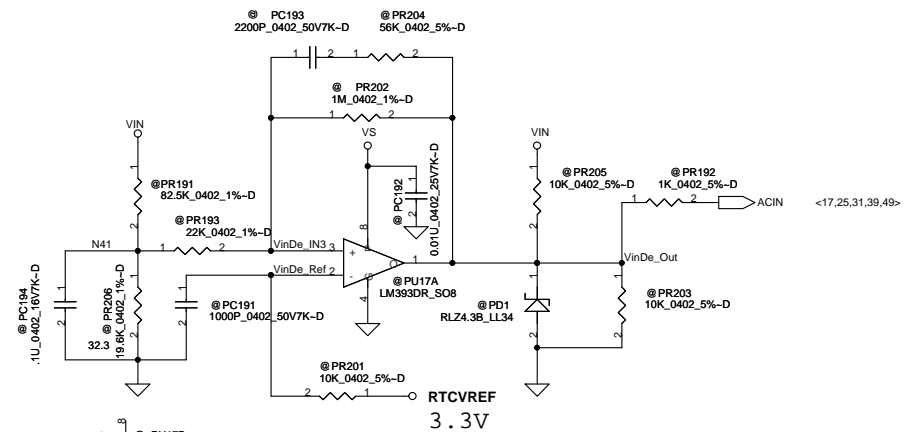 @ PC193
2200P_0402_50V7K~D
1 2
@ PR204
56K_0402_5%~D
1 2
@ PR202
1M_0402_1%~D
1 2
VIN
VS
VIN
1
@PR191
82.5K_0402_1%~D
2
@PR193
22K_0402_1%~D
1 2
N41
VinDe_IN3
3
+
VinDe_Ref
2
-
8
P
G
4
O
1
@PU17A
LM393DR_SO8
@ PC192
0.01U_0402_25V7K~D
1
2
1
@PR205
10K_0402_5%~D
2
@PR192
1K_0402_5%~D
1 2
ACIN
<17,25,31,39,49>
VinDe_Out
@ PC194
.1U_0402_16V7K~D
1
2
32.3
@ PR206
19.6K_0402_1%~D
1
2
@PC191
1000P_0402_50V7K~D
1
2
@PD1
RLZ4.3B_LL34
1
2
@PR203
10K_0402_5%~D
1
2
@PR201
10K_0402_5%~D
2 1
RTCVREF
3.3V
8